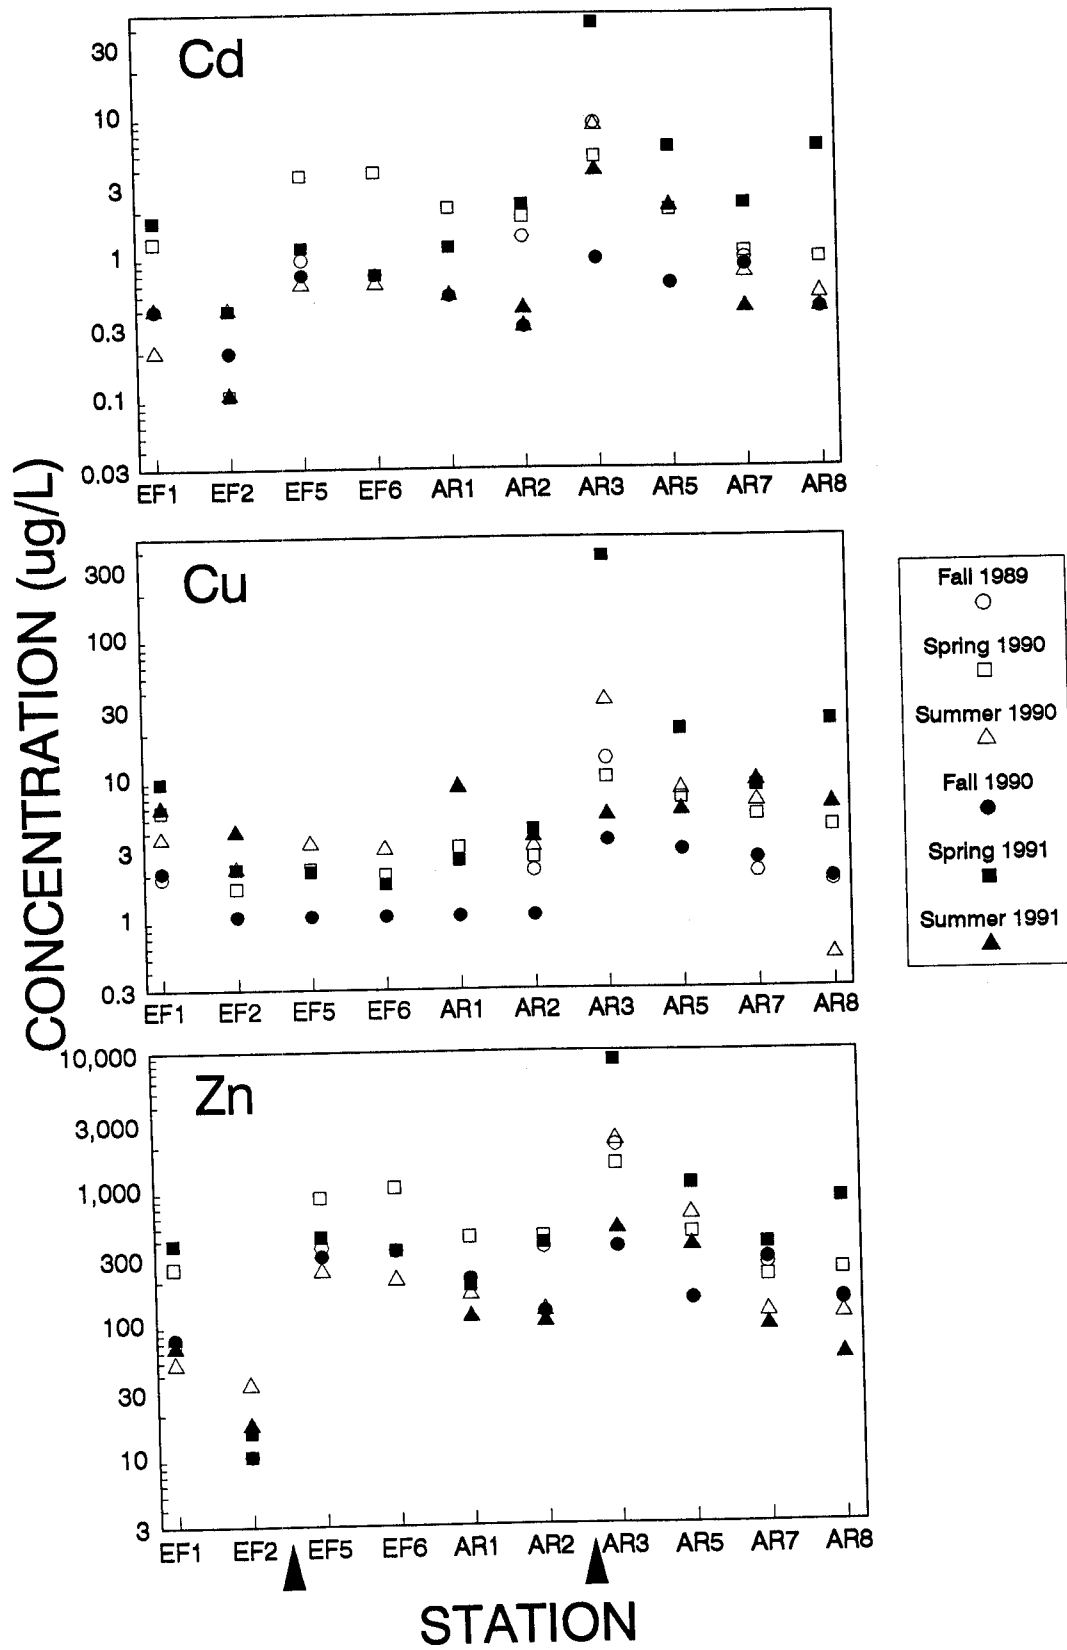 CONCENTRATION (ug/L)
Cd
30
10
3
1
0.3
0.1
0.03
EF1 EF2 EF5 EF6 AR1 AR2 AR3 AR5 AR7 AR8
Cu
300
100
30
10
3
1
0.3
EF1 EF2 EF5 EF6 AR1 AR2 AR3 AR5 AR7 AR8
Zn
10,000
3,000
1,000
300
100
30
10
3
EF1 EF2 EF5 EF6 AR1 AR2 AR3 AR5 AR7 AR8
STATION
Fall 1989
Spring 1990
Summer 1990
Fall 1990
Spring 1991
Summer 1991